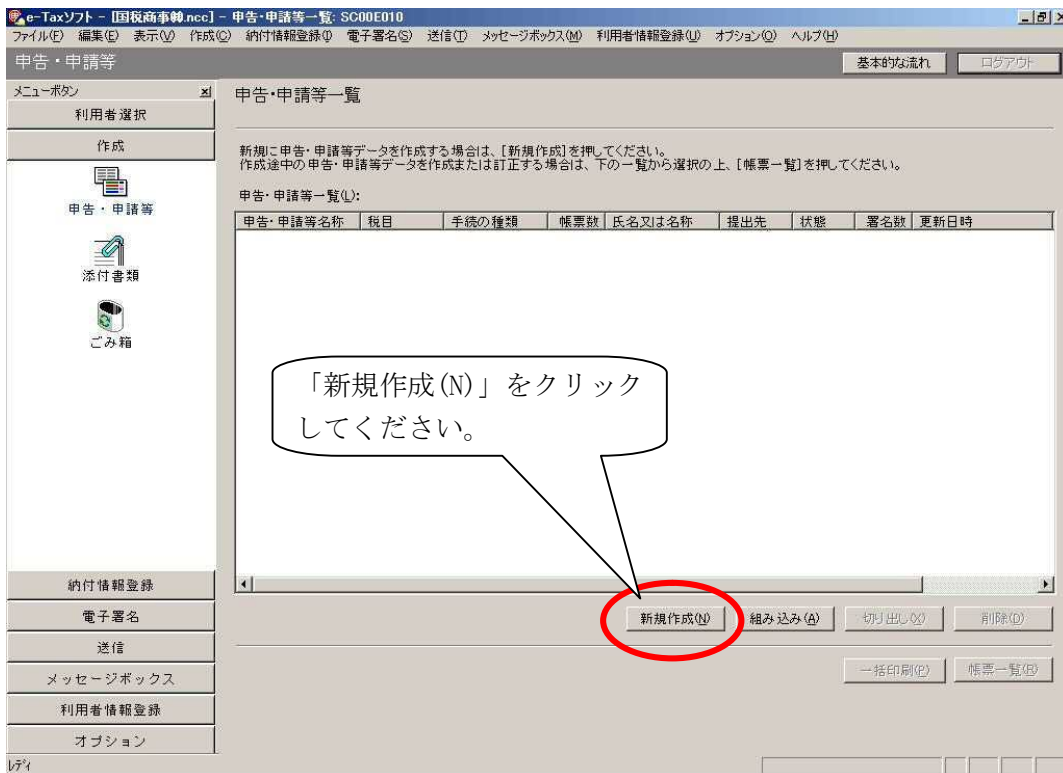 e-Taxソフト - [国税商事㈱.ncc] - 申告・申請等一覧: SC00E010
ファイル(F) 編集(E) 表示(V) 作成(C) 納付情報登録(I) 電子署名(S) 送信(T) メッセージボックス(M) 利用者情報登録(U) オプション(O) ヘルプ(H)
申告・申請等
基本的な流れ
ログアウト
メニューボタン
利用者選択
作成
申告・申請等
添付書類
ごみ箱
納付情報登録
電子署名
送信
メッセージボックス
利用者情報登録
オプション
申告・申請等一覧
新規に申告・申請等データを作成する場合は、[新規作成]を押してください。
作成途中の申告・申請等データを作成または訂正する場合は、下の一覧から選択の上、[帳票一覧]を押してください。
申告・申請等一覧(L):
申告・申請等名称 税目 手続の種類 帳票数 氏名又は名称 提出先 状態 署名数 更新日時
「新規作成(N)」をクリック
してください。
新規作成(N) 組み込み(A) 切り出し(X) 削除(D)
一括印刷(P) 帳票一覧(R)
レディ